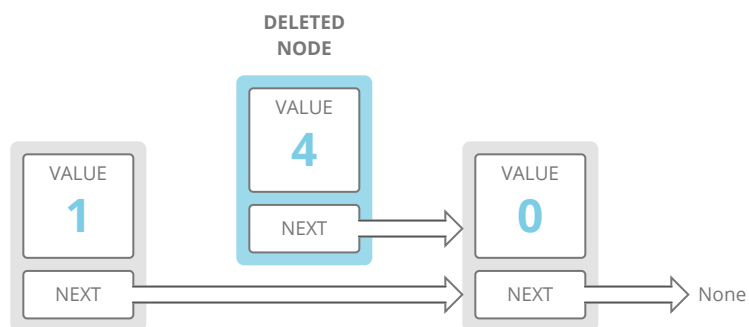 DELETED
NODE
VALUE
4
NEXT
VALUE
1
NEXT
VALUE
0
NEXT
None